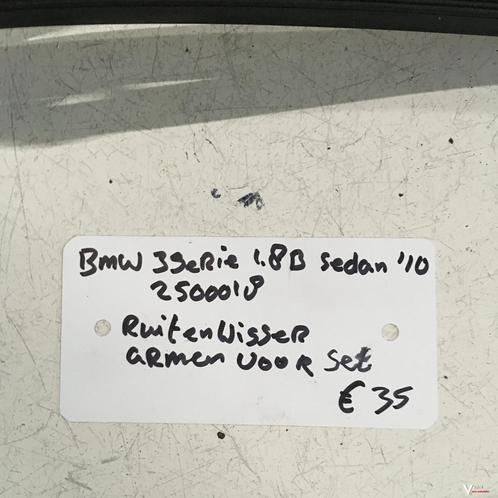 BMW 3Serie 1.8B Sedan '10
2500018
Ruitenwisser
armen voor set
€ 35